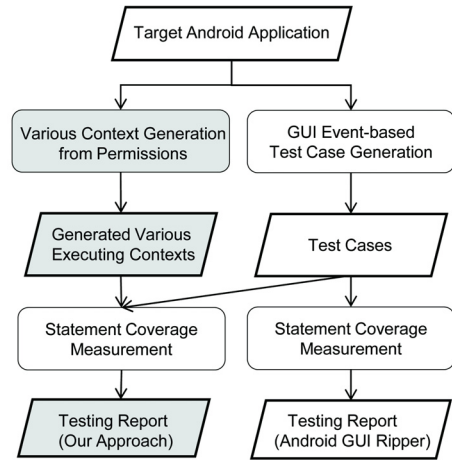 Target Android Application
Various Context Generation
from Permissions
GUI Event-based
Test Case Generation
Generated Various
Executing Contexts
Test Cases
Statement Coverage
Measurement
Statement Coverage
Measurement
Testing Report
(Our Approach)
Testing Report
(Android GUI Ripper)